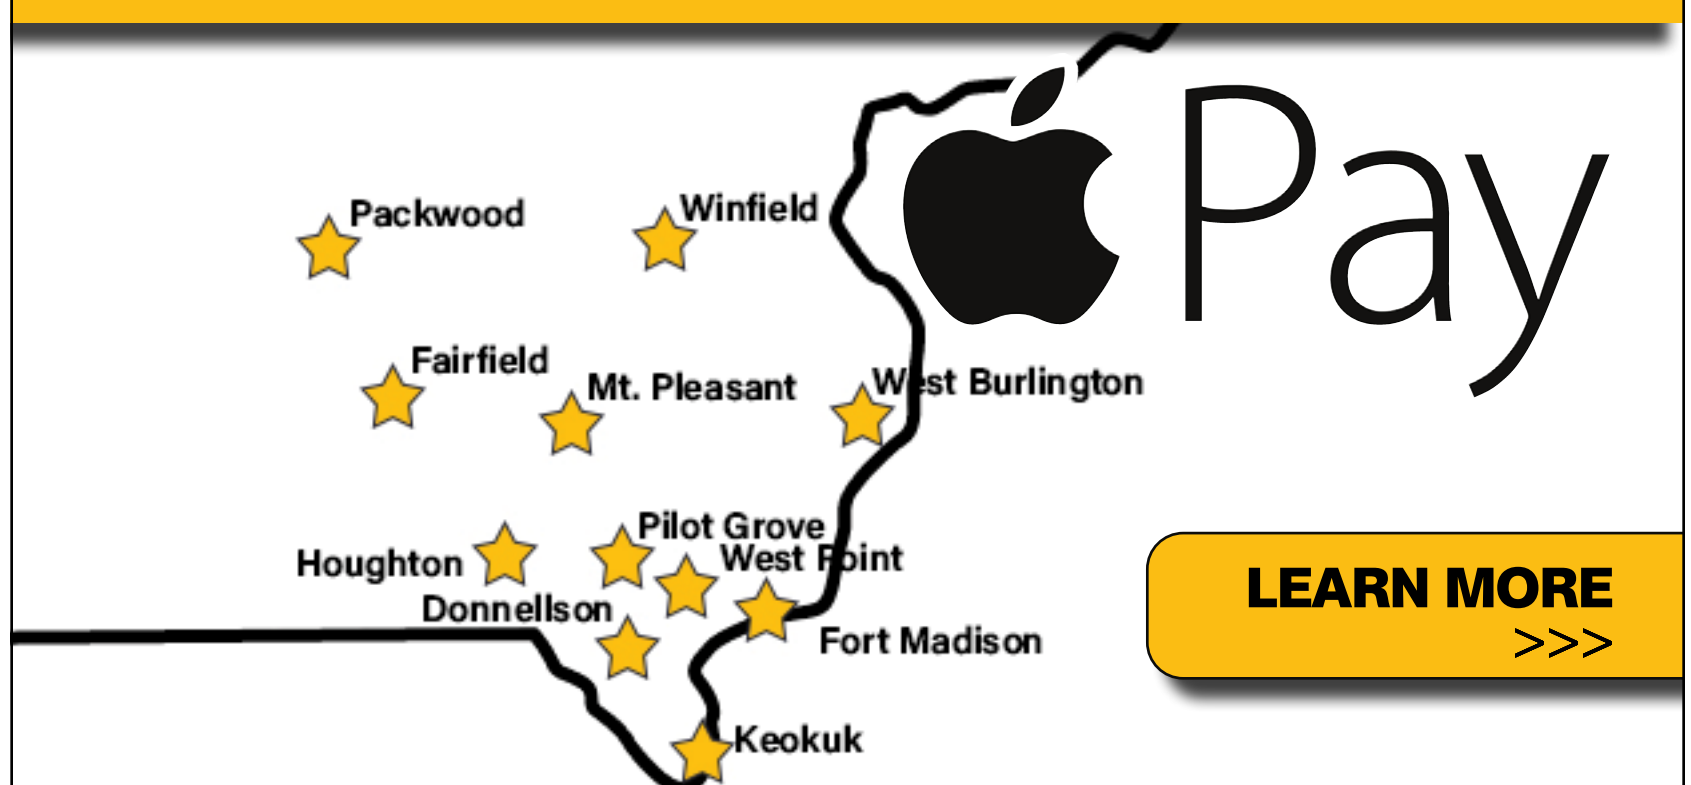 Pay
Packwood
Winfield
Fairfield
Mt. Pleasant
West Burlington
Pilot Grove
West Point
Houghton
Donnellson
Fort Madison
Keokuk
LEARN MORE
>>>